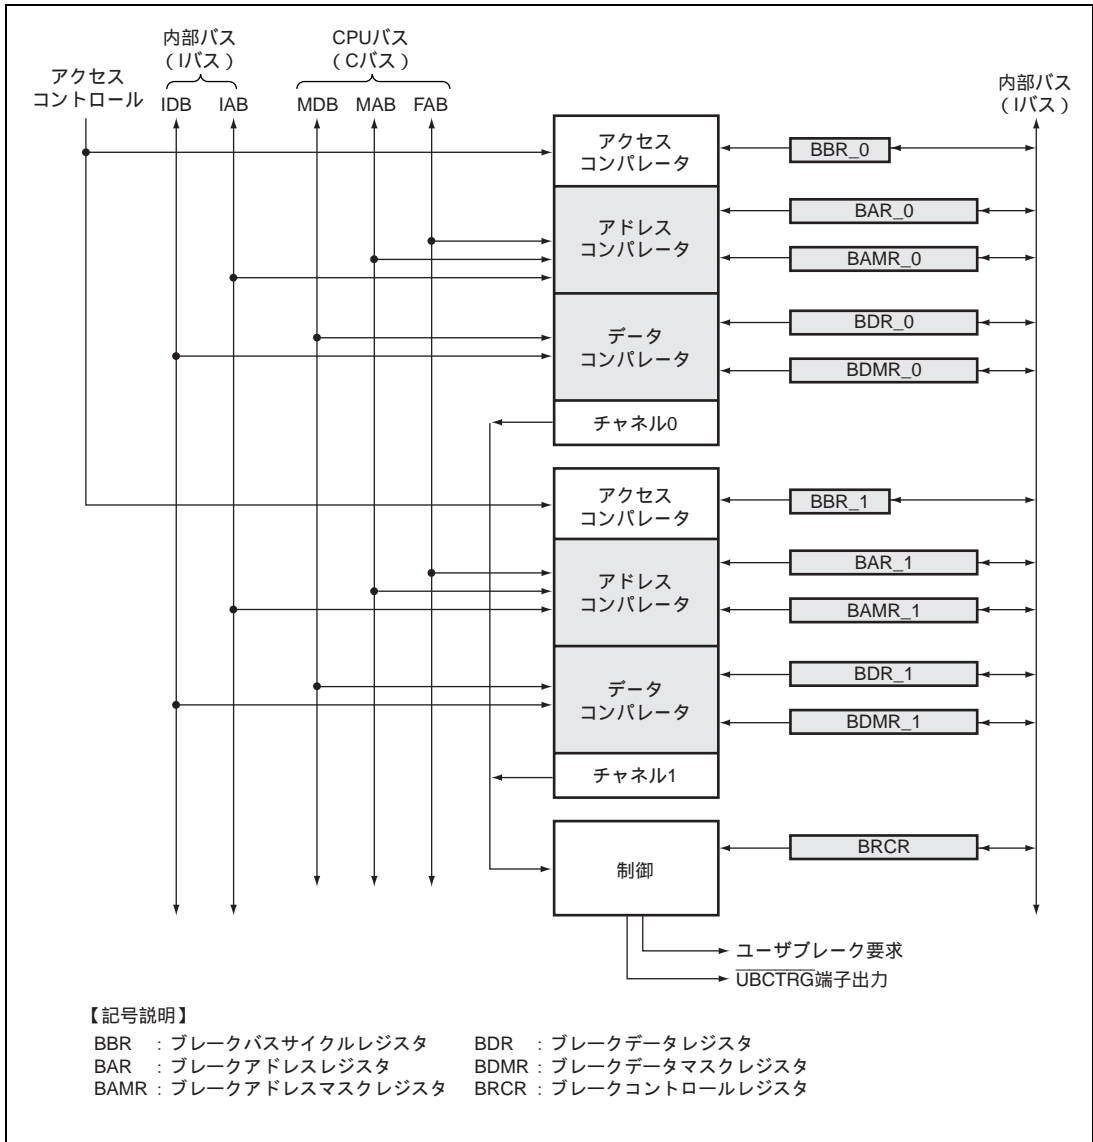 内部バス
（Iバス）
CPUバス
（Cバス）
アクセス
コントロール
IDB
IAB
MDB
MAB
FAB
内部バス
（Iバス）
アクセス
コンパレータ
BBR_0
アドレス
コンパレータ
BAR_0
BAMR_0
データ
コンパレータ
BDR_0
BDMR_0
チャネル0
アクセス
コンパレータ
BBR_1
アドレス
コンパレータ
BAR_1
BAMR_1
データ
コンパレータ
BDR_1
BDMR_1
チャネル1
制御
BRCR
ユーザブレーク要求
UBCTRG端子出力
【記号説明】
BBR ：ブレークバスサイクルレジスタ BDR ：ブレークデータレジスタ
BAR ：ブレークアドレスレジスタ BDMR：ブレークデータマスクレジスタ
BAMR：ブレークアドレスマスクレジスタ BRCR：ブレークコントロールレジスタ